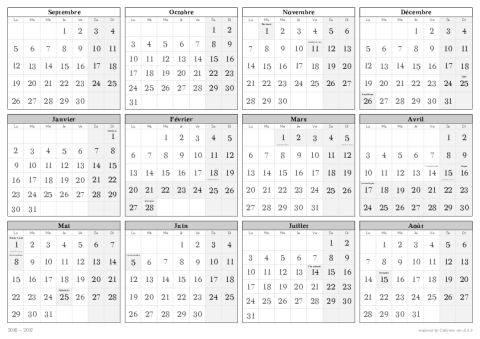 Septembre
Lu Ma Me Je Ve Sa Di
1 2 3 4
5 6 7 8 9 10 11
12 13 14 15 16 17 18
19 20 21 22 23 24 25
26 27 28 29 30
Octobre
Lu Ma Me Je Ve Sa Di
1 2
3 4 5 6 7 8 9
10 11 12 13 14 15 16
17 18 19 20 21 22 23
24 25 26 27 28 29 30
31
Novembre
Lu Ma Me Je Ve Sa Di
1 2 3 4 5 6
7 8 9 10 11 12 13
14 15 16 17 18 19 20
21 22 23 24 25 26 27
28 29 30
Décembre
Lu Ma Me Je Ve Sa Di
1 2 3 4
5 6 7 8 9 10 11
12 13 14 15 16 17 18
19 20 21 22 23 24 25
26 27 28 29 30 31
Janvier
Lu Ma Me Je Ve Sa Di
1
2 3 4 5 6 7 8
9 10 11 12 13 14 15
16 17 18 19 20 21 22
23 24 25 26 27 28 29
30 31
Février
Lu Ma Me Je Ve Sa Di
1 2 3 4 5
6 7 8 9 10 11 12
13 14 15 16 17 18 19
20 21 22 23 24 25 26
27 28
Mars
Lu Ma Me Je Ve Sa Di
1 2 3 4 5
6 7 8 9 10 11 12
13 14 15 16 17 18 19
20 21 22 23 24 25 26
27 28 29 30 31
Avril
Lu Ma Me Je Ve Sa Di
1 2
3 4 5 6 7 8 9
10 11 12 13 14 15 16
17 18 19 20 21 22 23
24 25 26 27 28 29 30
Mai
Lu Ma Me Je Ve Sa Di
1 2 3 4 5 6 7
8 9 10 11 12 13 14
15 16 17 18 19 20 21
22 23 24 25 26 27 28
29 30 31
Juin
Lu Ma Me Je Ve Sa Di
1 2 3 4
5 6 7 8 9 10 11
12 13 14 15 16 17 18
19 20 21 22 23 24 25
26 27 28 29 30
Juillet
Lu Ma Me Je Ve Sa Di
1 2
3 4 5 6 7 8 9
10 11 12 13 14 15 16
17 18 19 20 21 22 23
24 25 26 27 28 29 30
31
Août
Lu Ma Me Je Ve Sa Di
1 2 3 4 5 6
7 8 9 10 11 12 13
14 15 16 17 18 19 20
21 22 23 24 25 26 27
28 29 30 31
2016 - 2017